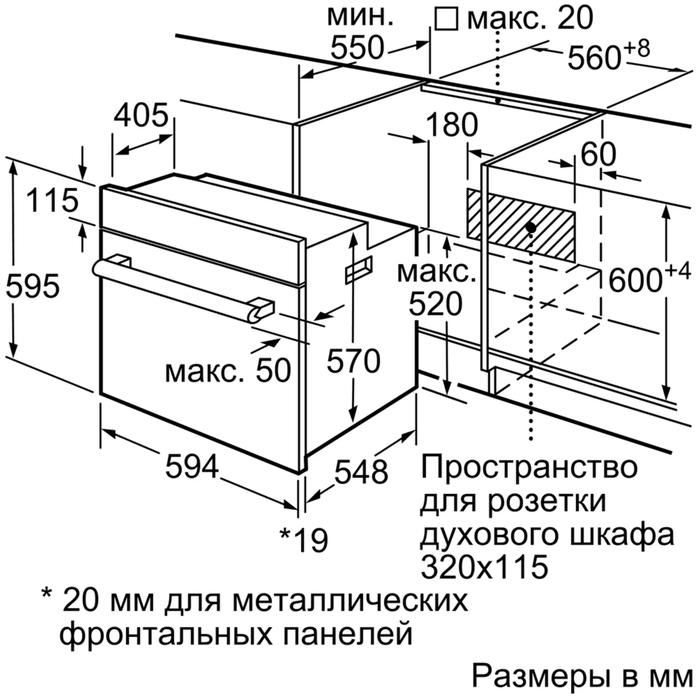 мин.
550
макс. 20
560+8
405
180
60
115
595
макс.
520
600+4
570
макс. 50
594
548
*19
Пространство
для розетки
духового шкафа
320x115
* 20 мм для металлических
фронтальных панелей
Размеры в мм